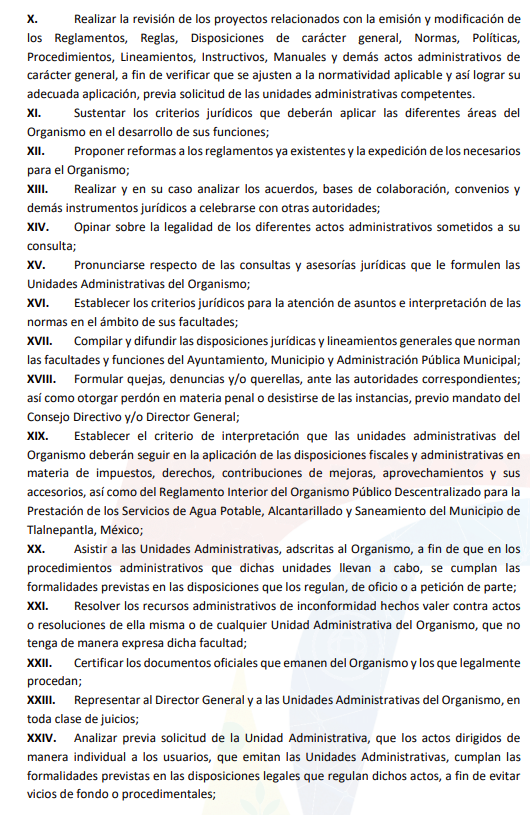 X. Realizar la revisión de los proyectos relacionados con la emisión y modificación de
los Reglamentos, Reglas, Disposiciones de carácter general, Normas, Políticas,
Procedimientos, Lineamientos, Instructivos, Manuales y demás actos administrativos de
carácter general, a fin de verificar que se ajusten a la normatividad aplicable y así lograr su
adecuada aplicación, previa solicitud de las unidades administrativas competentes.
XI. Sustentar los criterios jurídicos que deberán aplicar las diferentes áreas del
Organismo en el desarrollo de sus funciones;
XII. Proponer reformas a los reglamentos ya existentes y la expedición de los necesarios
para el Organismo;
XIII. Realizar y en su caso analizar los acuerdos, bases de colaboración, convenios y
demás instrumentos jurídicos a celebrarse con otras autoridades;
XIV. Opinar sobre la legalidad de los diferentes actos administrativos sometidos a su
consulta;
XV. Pronunciarse respecto de las consultas y asesorías jurídicas que le formulen las
Unidades Administrativas del Organismo;
XVI. Establecer los criterios jurídicos para la atención de asuntos e interpretación de las
normas en el ámbito de sus facultades;
XVII. Compilar y difundir las disposiciones jurídicas y lineamientos generales que norman
las facultades y funciones del Ayuntamiento, Municipio y Administración Pública Municipal;
XVIII. Formular quejas, denuncias y/o querellas, ante las autoridades correspondientes;
así como otorgar perdón en materia penal o desistirse de las instancias, previo mandato del
Consejo Directivo y/o Director General;
XIX. Establecer el criterio de interpretación que las unidades administrativas del
Organismo deberán seguir en la aplicación de las disposiciones fiscales y administrativas en
materia de impuestos, derechos, contribuciones de mejoras, aprovechamientos y sus
accesorios, así como del Reglamento Interior del Organismo Público Descentralizado para la
Prestación de los Servicios de Agua Potable, Alcantarillado y Saneamiento del Municipio de
Tlalnepantla, México;
XX. Asistir a las Unidades Administrativas, adscritas al Organismo, a fin de que en los
procedimientos administrativos que dichas unidades llevan a cabo, se cumplan las
formalidades previstas en las disposiciones que los regulan, de oficio o a petición de parte;
XXI. Resolver los recursos administrativos de inconformidad hechos valer contra actos
o resoluciones de ella misma o de cualquier Unidad Administrativa del Organismo, que no
tenga de manera expresa dicha facultad;
XXII. Certificar los documentos oficiales que emanen del Organismo y los que legalmente
procedan;
XXIII. Representar al Director General y a las Unidades Administrativas del Organismo, en
toda clase de juicios;
XXIV. Analizar previa solicitud de la Unidad Administrativa, que los actos dirigidos de
manera individual a los usuarios, que emitan las Unidades Administrativas, cumplan las
formalidades previstas en las disposiciones legales que regulan dichos actos, a fin de evitar
vicios de fondo o procedimentales;